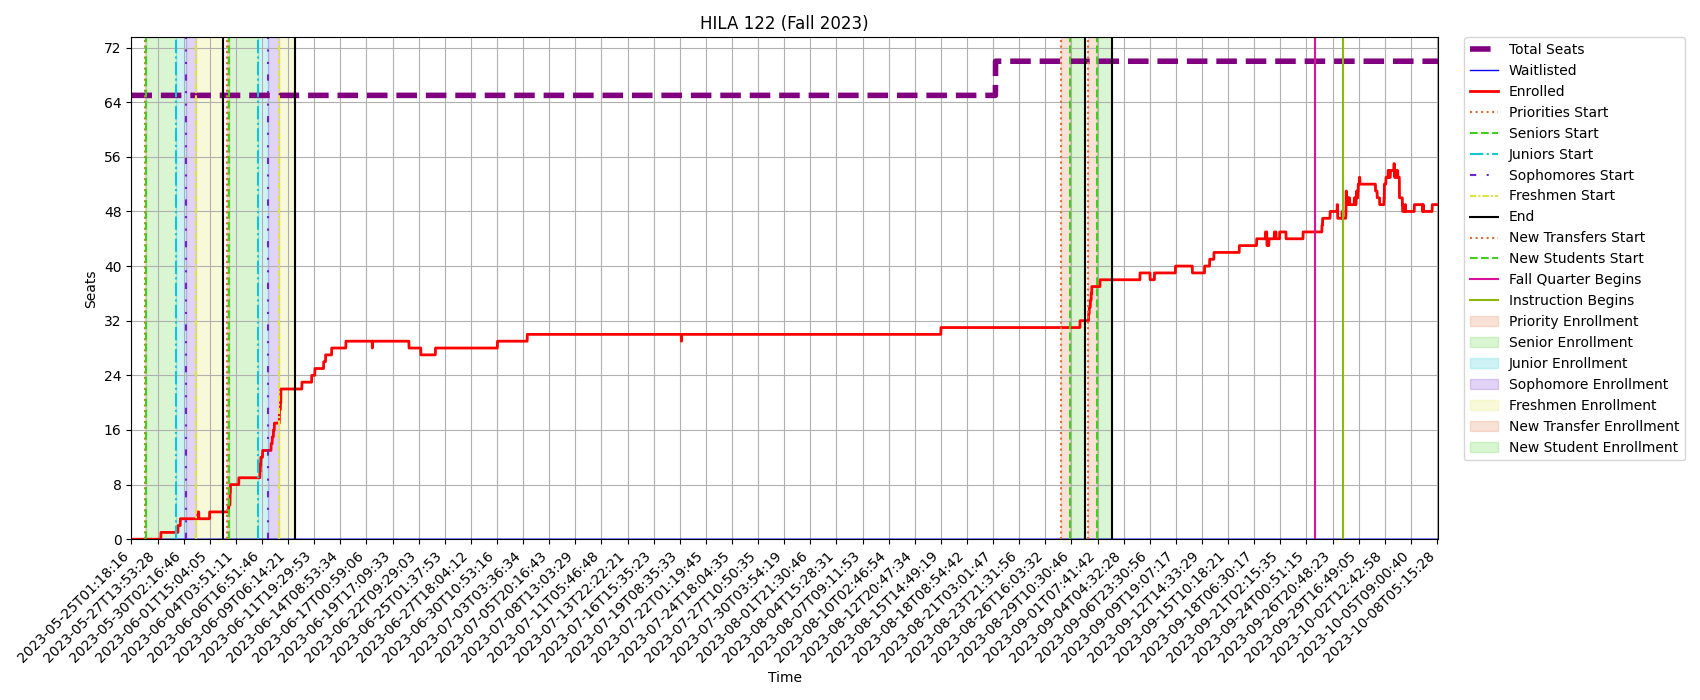 HILA 122 (Fall 2023)
72
64
56
48
40
32
24
16
8
0
Seats
2023-05-25T01:18:16
2023-05-27T13:53:28
2023-05-30T02:16:46
2023-06-01T15:04:05
2023-06-04T03:51:11
2023-06-06T16:51:46
2023-06-09T06:14:21
2023-06-11T19:29:53
2023-06-14T08:53:34
2023-06-17T00:59:06
2023-06-19T17:09:33
2023-06-22T09:29:03
2023-06-25T01:37:53
2023-06-27T18:04:12
2023-06-30T10:53:16
2023-07-03T03:36:34
2023-07-05T20:16:43
2023-07-08T13:03:29
2023-07-11T05:46:48
2023-07-13T22:22:21
2023-07-16T15:35:23
2023-07-19T08:35:33
2023-07-22T01:19:45
2023-07-24T18:04:35
2023-07-27T10:50:35
2023-07-30T03:54:19
2023-08-01T21:30:46
2023-08-04T15:28:31
2023-08-07T09:11:53
2023-08-10T02:46:54
2023-08-12T20:47:34
2023-08-15T14:49:19
2023-08-18T08:54:42
2023-08-21T03:01:47
2023-08-23T21:31:56
2023-08-26T16:03:32
2023-08-29T10:30:46
2023-09-01T07:41:42
2023-09-04T04:32:28
2023-09-06T23:30:56
2023-09-09T19:07:17
2023-09-12T14:33:29
2023-09-15T10:18:21
2023-09-18T06:30:17
2023-09-21T02:15:35
2023-09-24T00:51:15
2023-09-26T20:48:23
2023-09-29T16:49:05
2023-10-02T12:42:58
2023-10-05T09:00:40
2023-10-08T05:15:28
Time
Total Seats
Waitlisted
Enrolled
Priorities Start
Seniors Start
Juniors Start
Sophomores Start
Freshmen Start
End
New Transfers Start
New Students Start
Fall Quarter Begins
Instruction Begins
Priority Enrollment
Senior Enrollment
Junior Enrollment
Sophomore Enrollment
Freshmen Enrollment
New Transfer Enrollment
New Student Enrollment